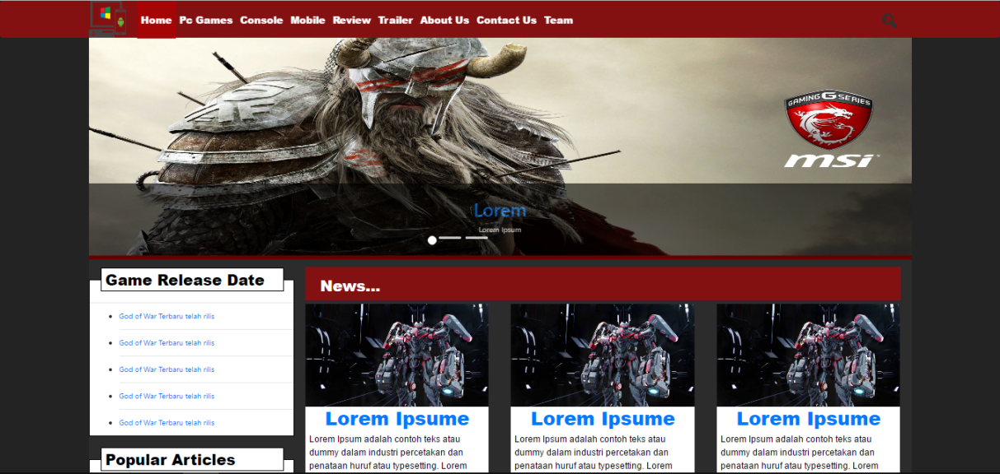 Home Pc Games Console Mobile Review Trailer About Us Contact Us Team
GAMING G SERIES
msi
Lorem
Lorem Ipsum
Game Release Date
God of War Terbaru telah rilis
God of War Terbaru telah rilis
God of War Terbaru telah rilis
God of War Terbaru telah rilis
God of War Terbaru telah rilis
Popular Articles
News...
Lorem Ipsume
Lorem Ipsum adalah contoh teks atau
dummy dalam industri percetakan dan
penataan huruf atau typesetting. Lorem
Lorem Ipsume
Lorem Ipsum adalah contoh teks atau
dummy dalam industri percetakan dan
penataan huruf atau typesetting. Lorem
Lorem Ipsume
Lorem Ipsum adalah contoh teks atau
dummy dalam industri percetakan dan
penataan huruf atau typesetting. Lorem